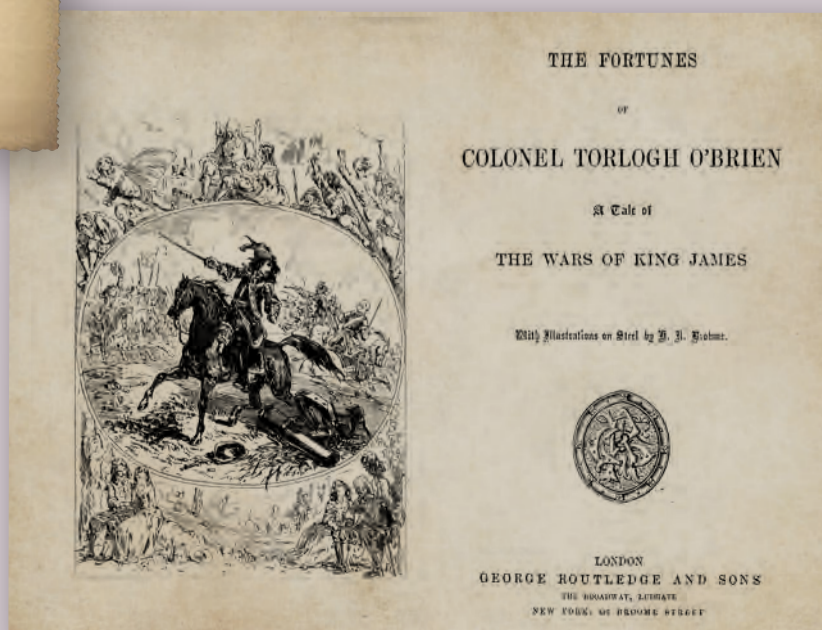 THE FORTUNES
OF
COLONEL TORLOGH O'BRIEN
A Tale of
THE WARS OF KING JAMES
With Illustrations on Steel by H. K. Browne.
LONDON
GEORGE ROUTLEDGE AND SONS
THE BROADWAY, LUDGATE
NEW YORK: BROOME STREET